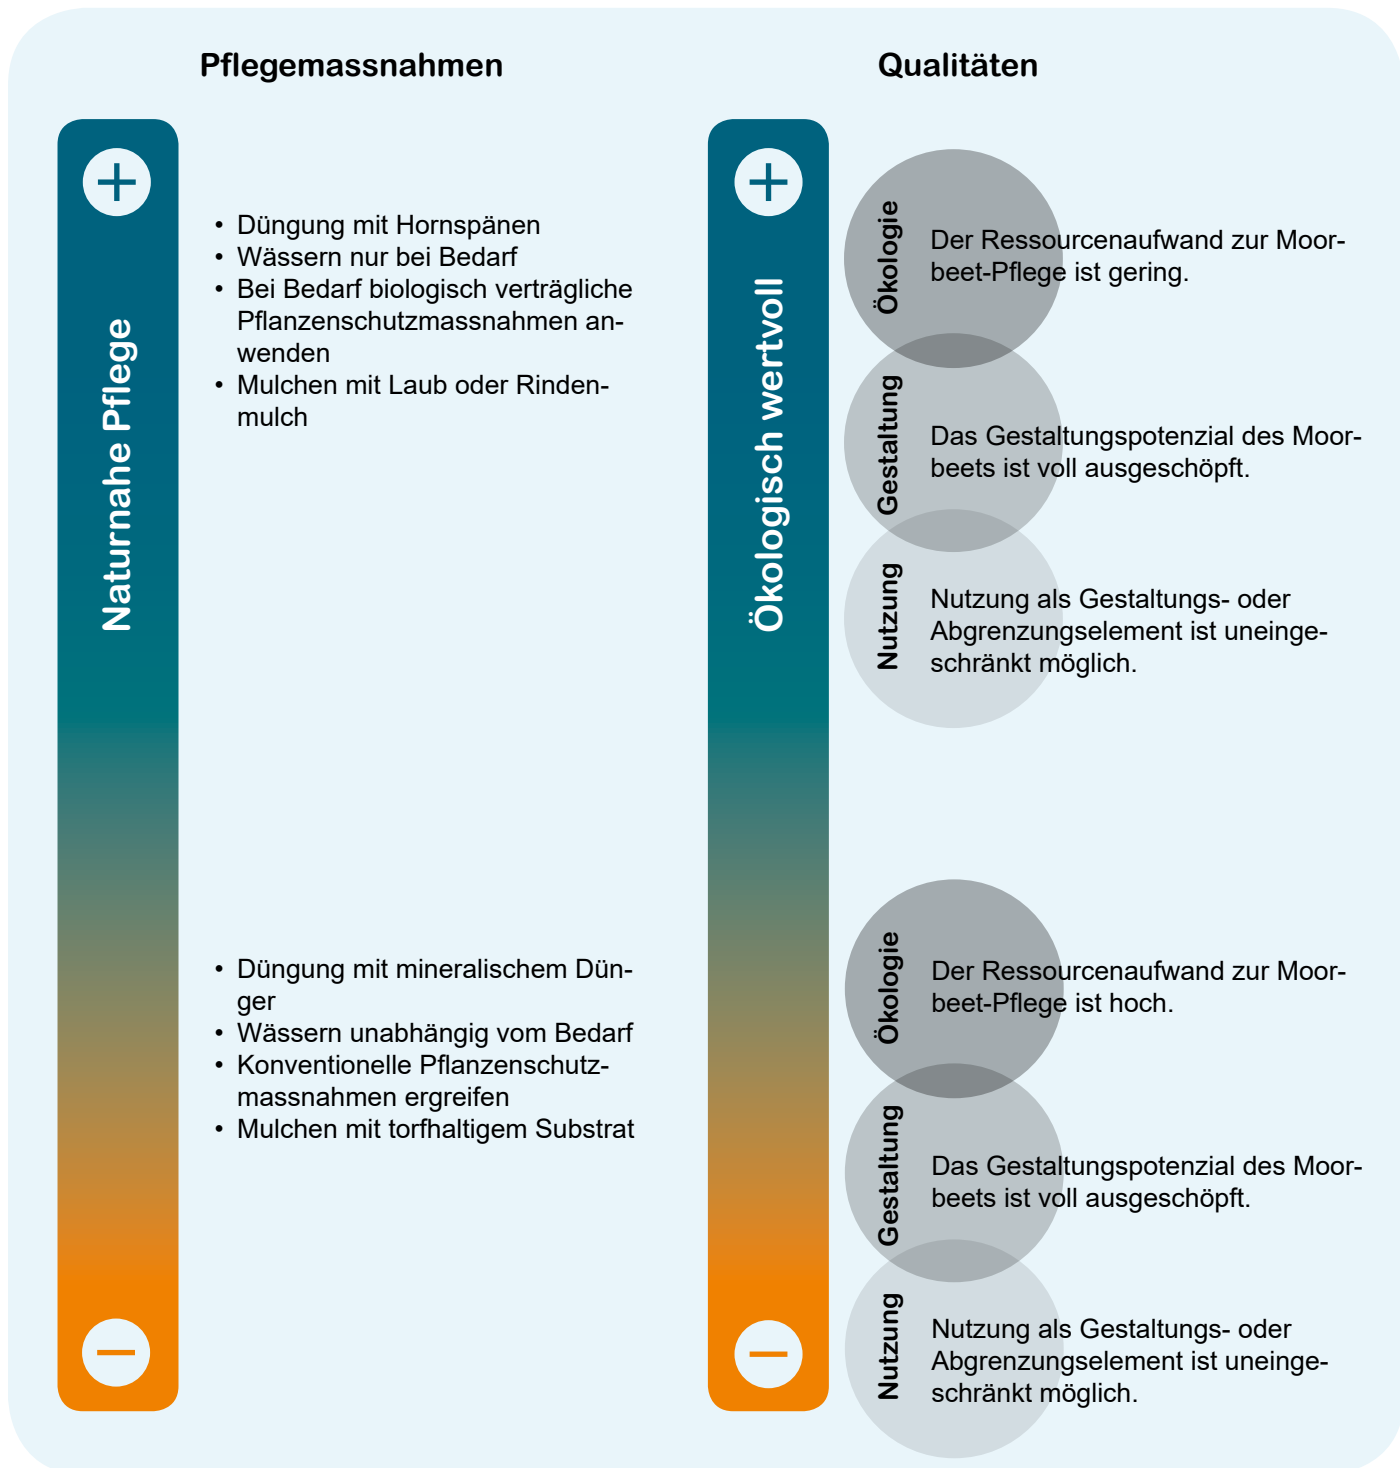 Pflegemassnahmen
Naturnahe Pflege
• Düngung mit Hornspänen
• Wässern nur bei Bedarf
• Bei Bedarf biologisch verträgliche
Pflanzenschutzmassnahmen an-
wenden
• Mulchen mit Laub oder Rinden-
mulch
• Düngung mit mineralischem Dün-
ger
• Wässern unabhängig vom Bedarf
• Konventionelle Pflanzenschutz-
massnahmen ergreifen
• Mulchen mit torfhaltigem Substrat
Qualitäten
Ökologisch wertvoll
Ökologie
Der Ressourcenaufwand zur Moor-
beet-Pflege ist gering.
Gestaltung
Das Gestaltungspotenzial des Moor-
beets ist voll ausgeschöpft.
Nutzung
Nutzung als Gestaltungs- oder
Abgrenzungselement ist uneinge-
schränkt möglich.
Ökologie
Der Ressourcenaufwand zur Moor-
beet-Pflege ist hoch.
Gestaltung
Das Gestaltungspotenzial des Moor-
beets ist voll ausgeschöpft.
Nutzung
Nutzung als Gestaltungs- oder
Abgrenzungselement ist uneinge-
schränkt möglich.